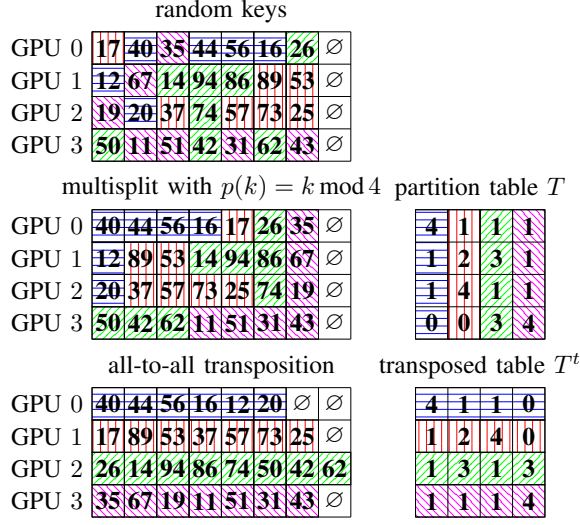 random keys
GPU 0 17 40 35 44 56 16 26 ∅
GPU 1 12 67 14 94 86 89 53 ∅
GPU 2 19 20 37 74 57 73 25 ∅
GPU 3 50 11 51 42 31 62 43 ∅
multisplit with p(k) = k mod 4 partition table T
GPU 0 40 44 56 16 17 26 35 ∅ 4 1 1 1
GPU 1 12 89 53 14 94 86 67 ∅ 1 2 3 1
GPU 2 20 37 57 73 25 74 19 ∅ 1 4 1 1
GPU 3 50 42 62 11 51 31 43 ∅ 0 0 3 4
all-to-all transposition transposed table Tᵗ
GPU 0 40 44 56 16 12 20 ∅ ∅ 4 1 1 0
GPU 1 17 89 53 37 57 73 25 ∅ 1 2 4 0
GPU 2 26 14 94 86 74 50 42 62 1 3 1 3
GPU 3 35 67 19 11 51 31 43 ∅ 1 1 1 4